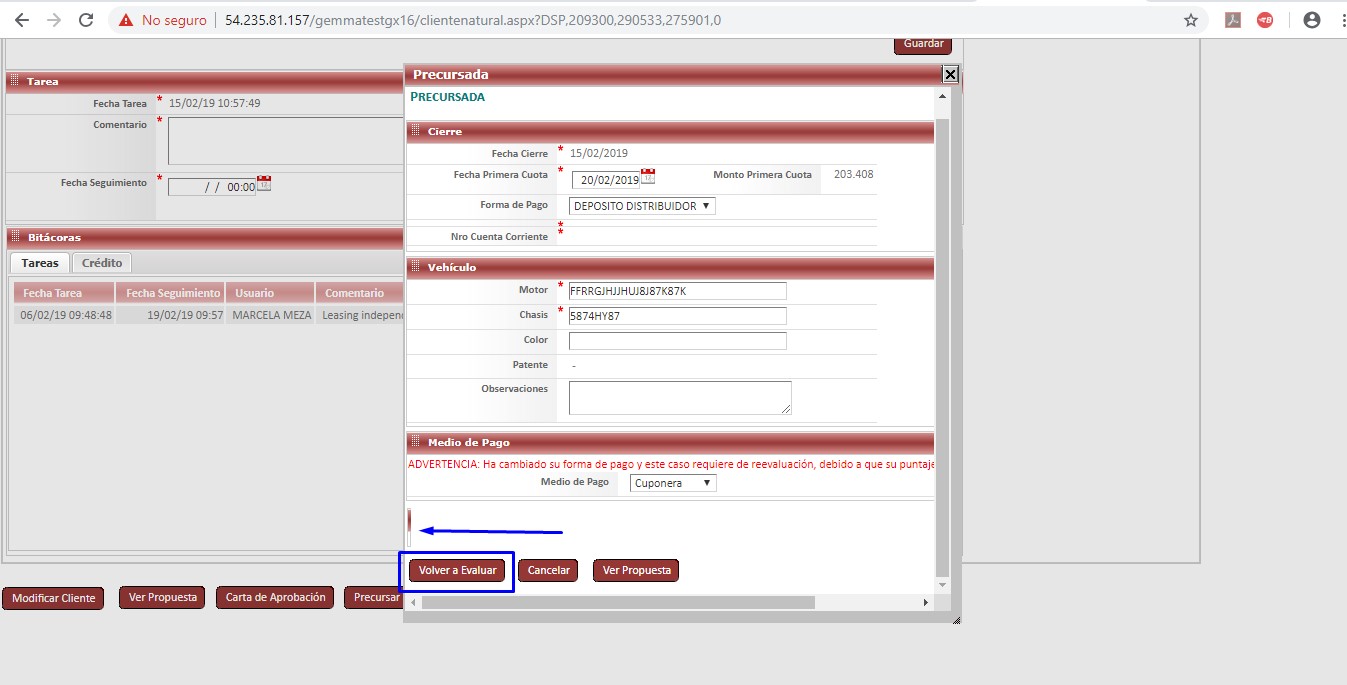 No seguro
54.235.81.157/gemmatestgx16/clientenatural.aspx?DSP,209300,290533,275901,0
Guardar
Tarea
Fecha Tarea * 15/02/19 10:57:49
Comentario *
Fecha Seguimiento * / / 00:00
Bitácoras
Tareas Crédito
Fecha Tarea Fecha Seguimiento Usuario Comentario
06/02/19 09:48:48 19/02/19 09:57 MARCELA MEZA Leasing independ
Modificar Cliente Ver Propuesta Carta de Aprobación Precursar
Precursada
PRECURSADA
Cierre
Fecha Cierre * 15/02/2019
Fecha Primera Cuota * 20/02/2019 Monto Primera Cuota 203.408
Forma de Pago DEPOSITO DISTRIBUIDOR
*
Nro Cuenta Corriente *
Vehículo
Motor * FFRRGJHJJHUJ8J87K87K
Chasis * 5874HY87
Color
Patente -
Observaciones
Medio de Pago
ADVERTENCIA: Ha cambiado su forma de pago y este caso requiere de reevaluación, debido a que su puntaje
Medio de Pago Cuponera
Volver a Evaluar Cancelar Ver Propuesta